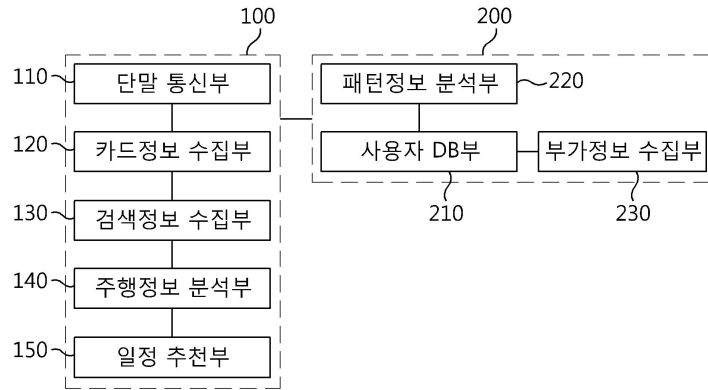 100
200
110
단말 통신부
패턴정보 분석부
220
120
카드정보 수집부
사용자 DB부
부가정보 수집부
130
검색정보 수집부
210
230
140
주행정보 분석부
150
일정 추천부